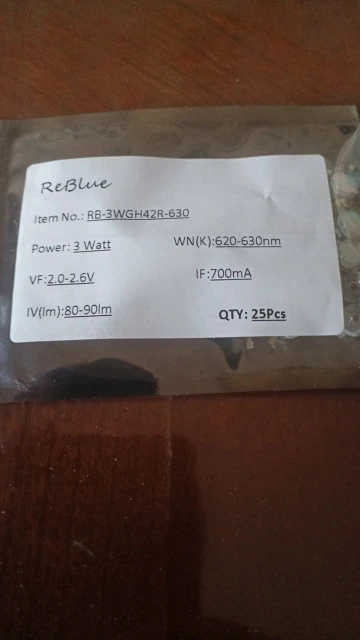 ReBlue
Item No.: RB-3WGH42R-630
Power: 3 Watt WN(K):620-630nm
VF:2.0-2.6V IF:700mA
IV(lm):80-90lm QTY: 25Pcs